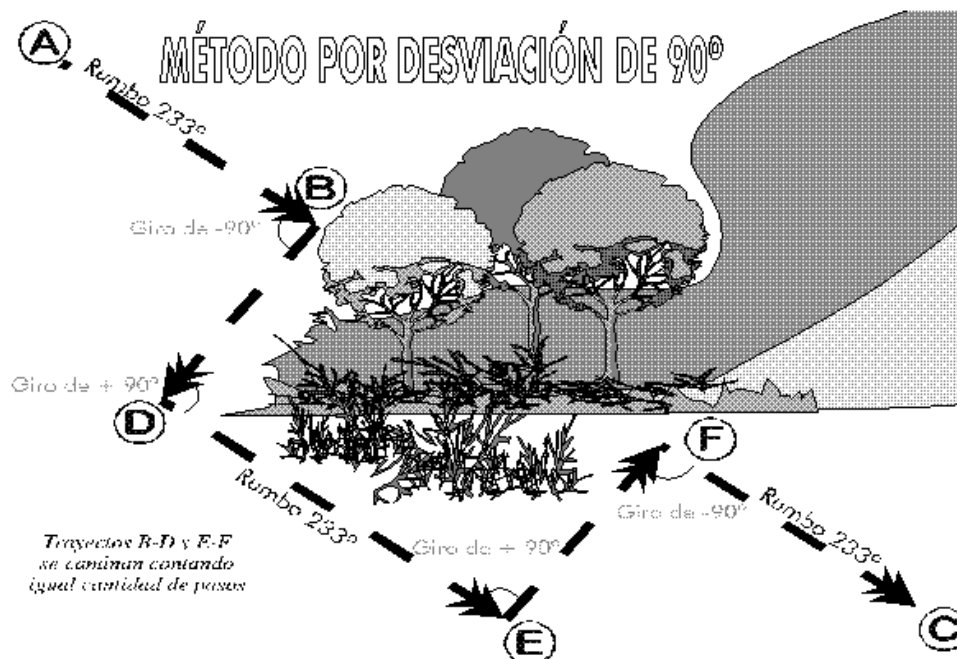 A
MÉTODO POR DESVIACIÓN DE 90º
Rumbo 233º
B
Giro de -90º
Giro de + 90º
D
F
Rumbo 233º
Rumbo 233º
Giro de -90º
Trayectos B-D y E-F
se caminan contando
igual cantidad de pasos
Giro de + 90º
E
C